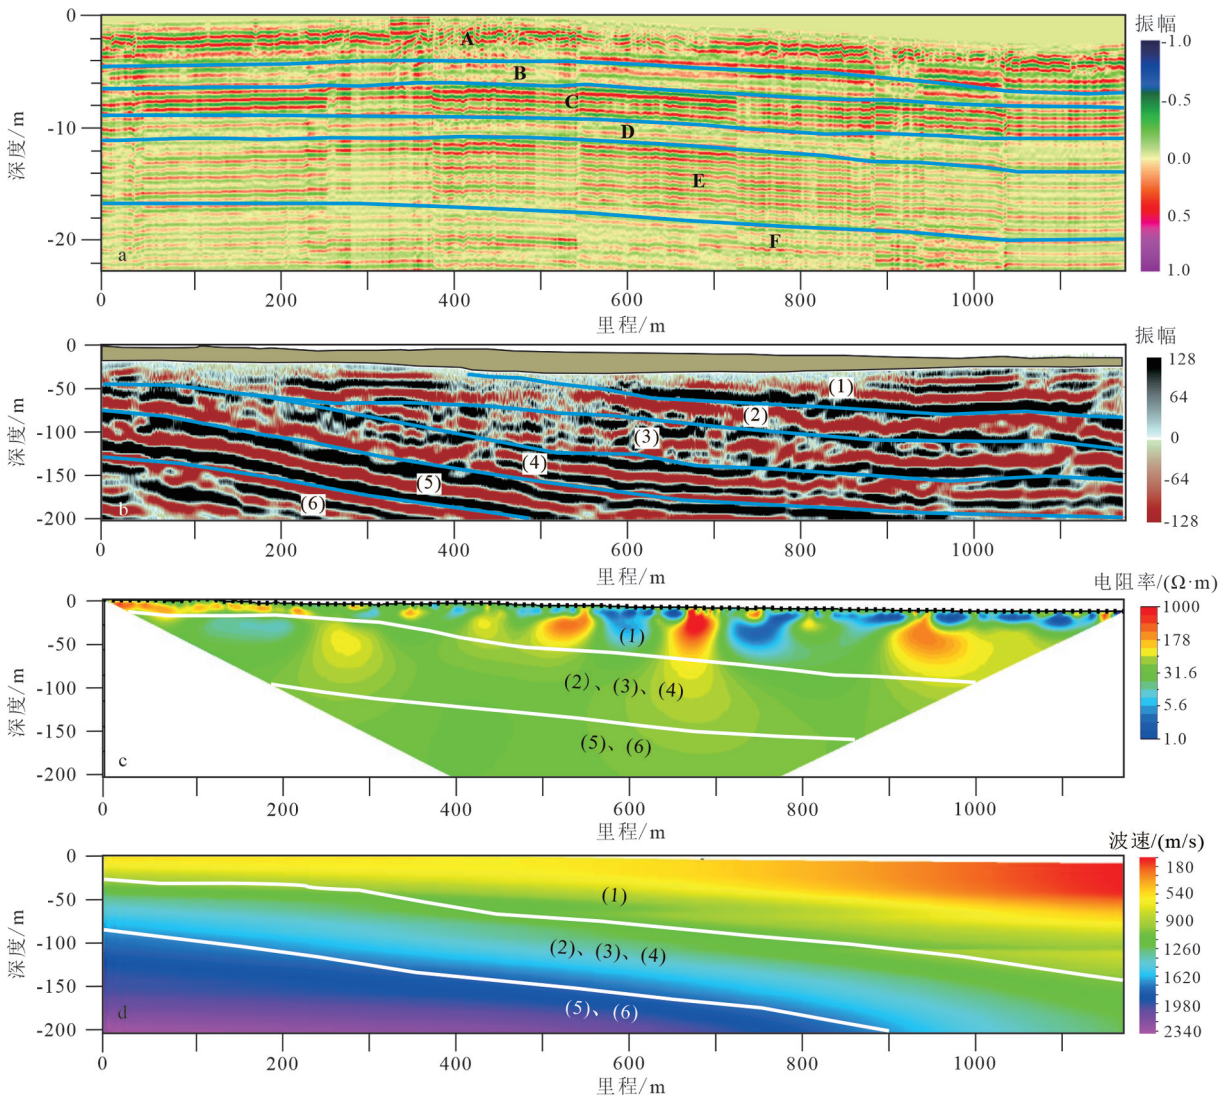 振幅
0
-10
-20
深度/m
A
B
C
D
E
F
a
-1.0
-0.5
0.0
0.5
1.0
0 200 400 600 800 1000
里程/m
振幅
0
-50
-100
-150
-200
深度/m
(1)
(2)
(3)
(4)
(5)
(6)
b
128
64
0
-64
-128
0 200 400 600 800 1000
里程/m
电阻率/(Ω·m)
0
-50
-100
-150
-200
深度/m
(1)
(2)、(3)、(4)
(5)、(6)
c
1000
178
31.6
5.6
1.0
0 200 400 600 800 1000
里程/m
波速/(m/s)
0
-50
-100
-150
-200
深度/m
(1)
(2)、(3)、(4)
(5)、(6)
d
180
540
900
1260
1620
1980
2340
0 200 400 600 800 1000
里程/m